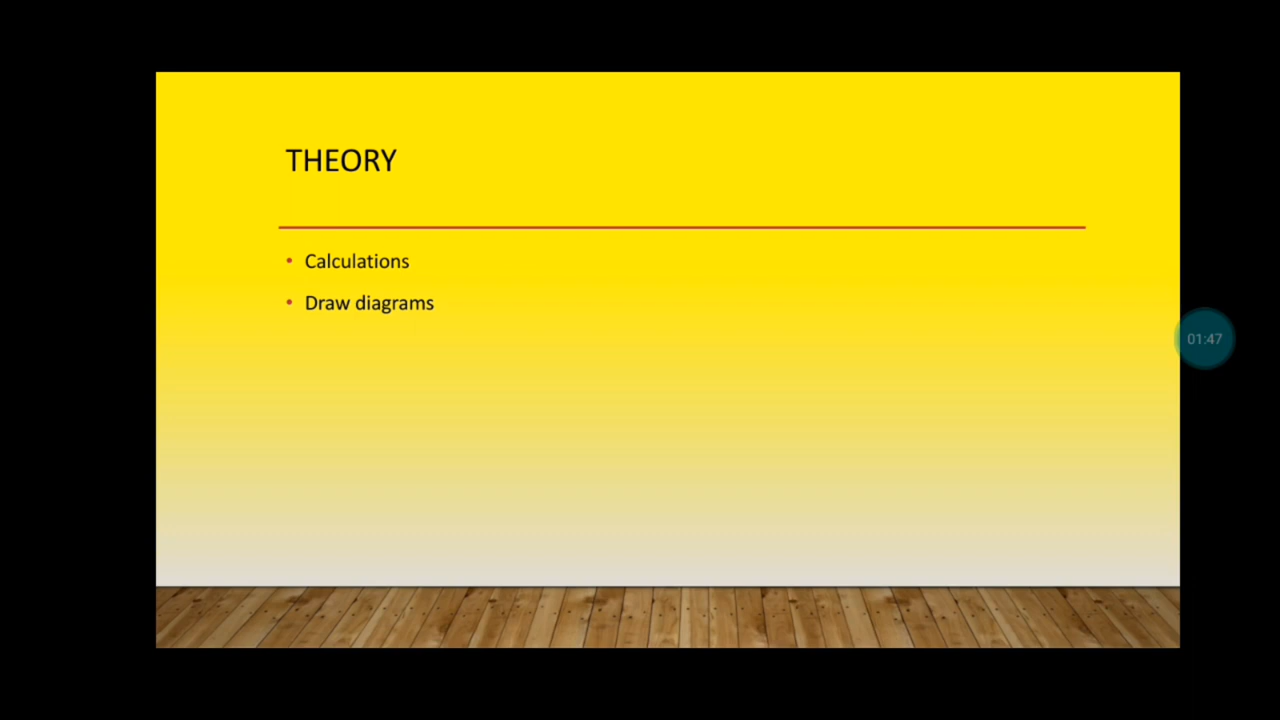 THEORY
• Calculations
• Draw diagrams
01:47